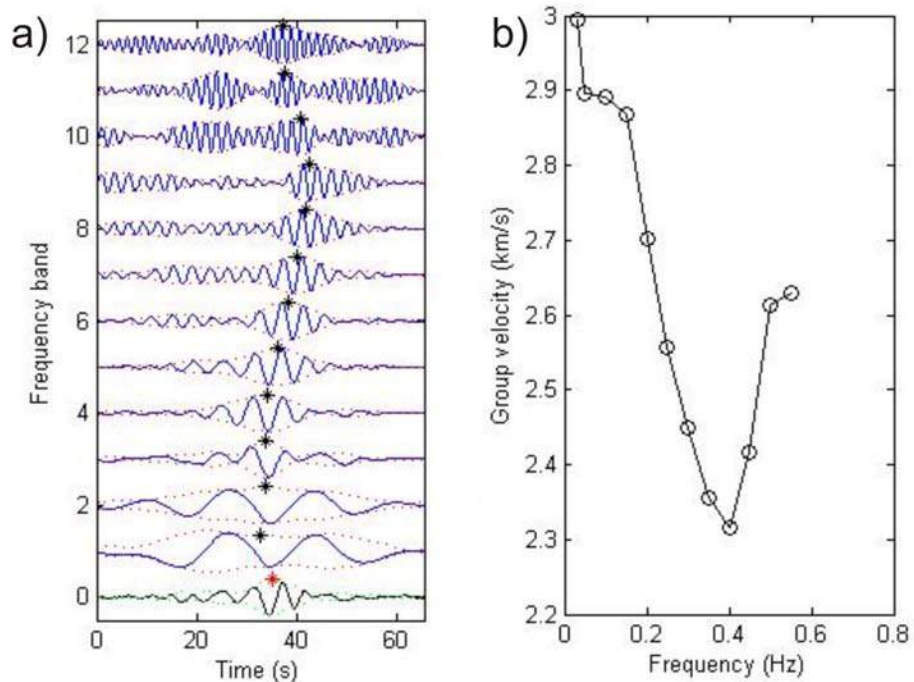 a)
12
10
8
6
4
2
0
0 20 40 60
Frequency band
Time (s)
b)
3
2.9
2.8
2.7
2.6
2.5
2.4
2.3
2.2
0 0.2 0.4 0.6 0.8
Group velocity (km/s)
Frequency (Hz)